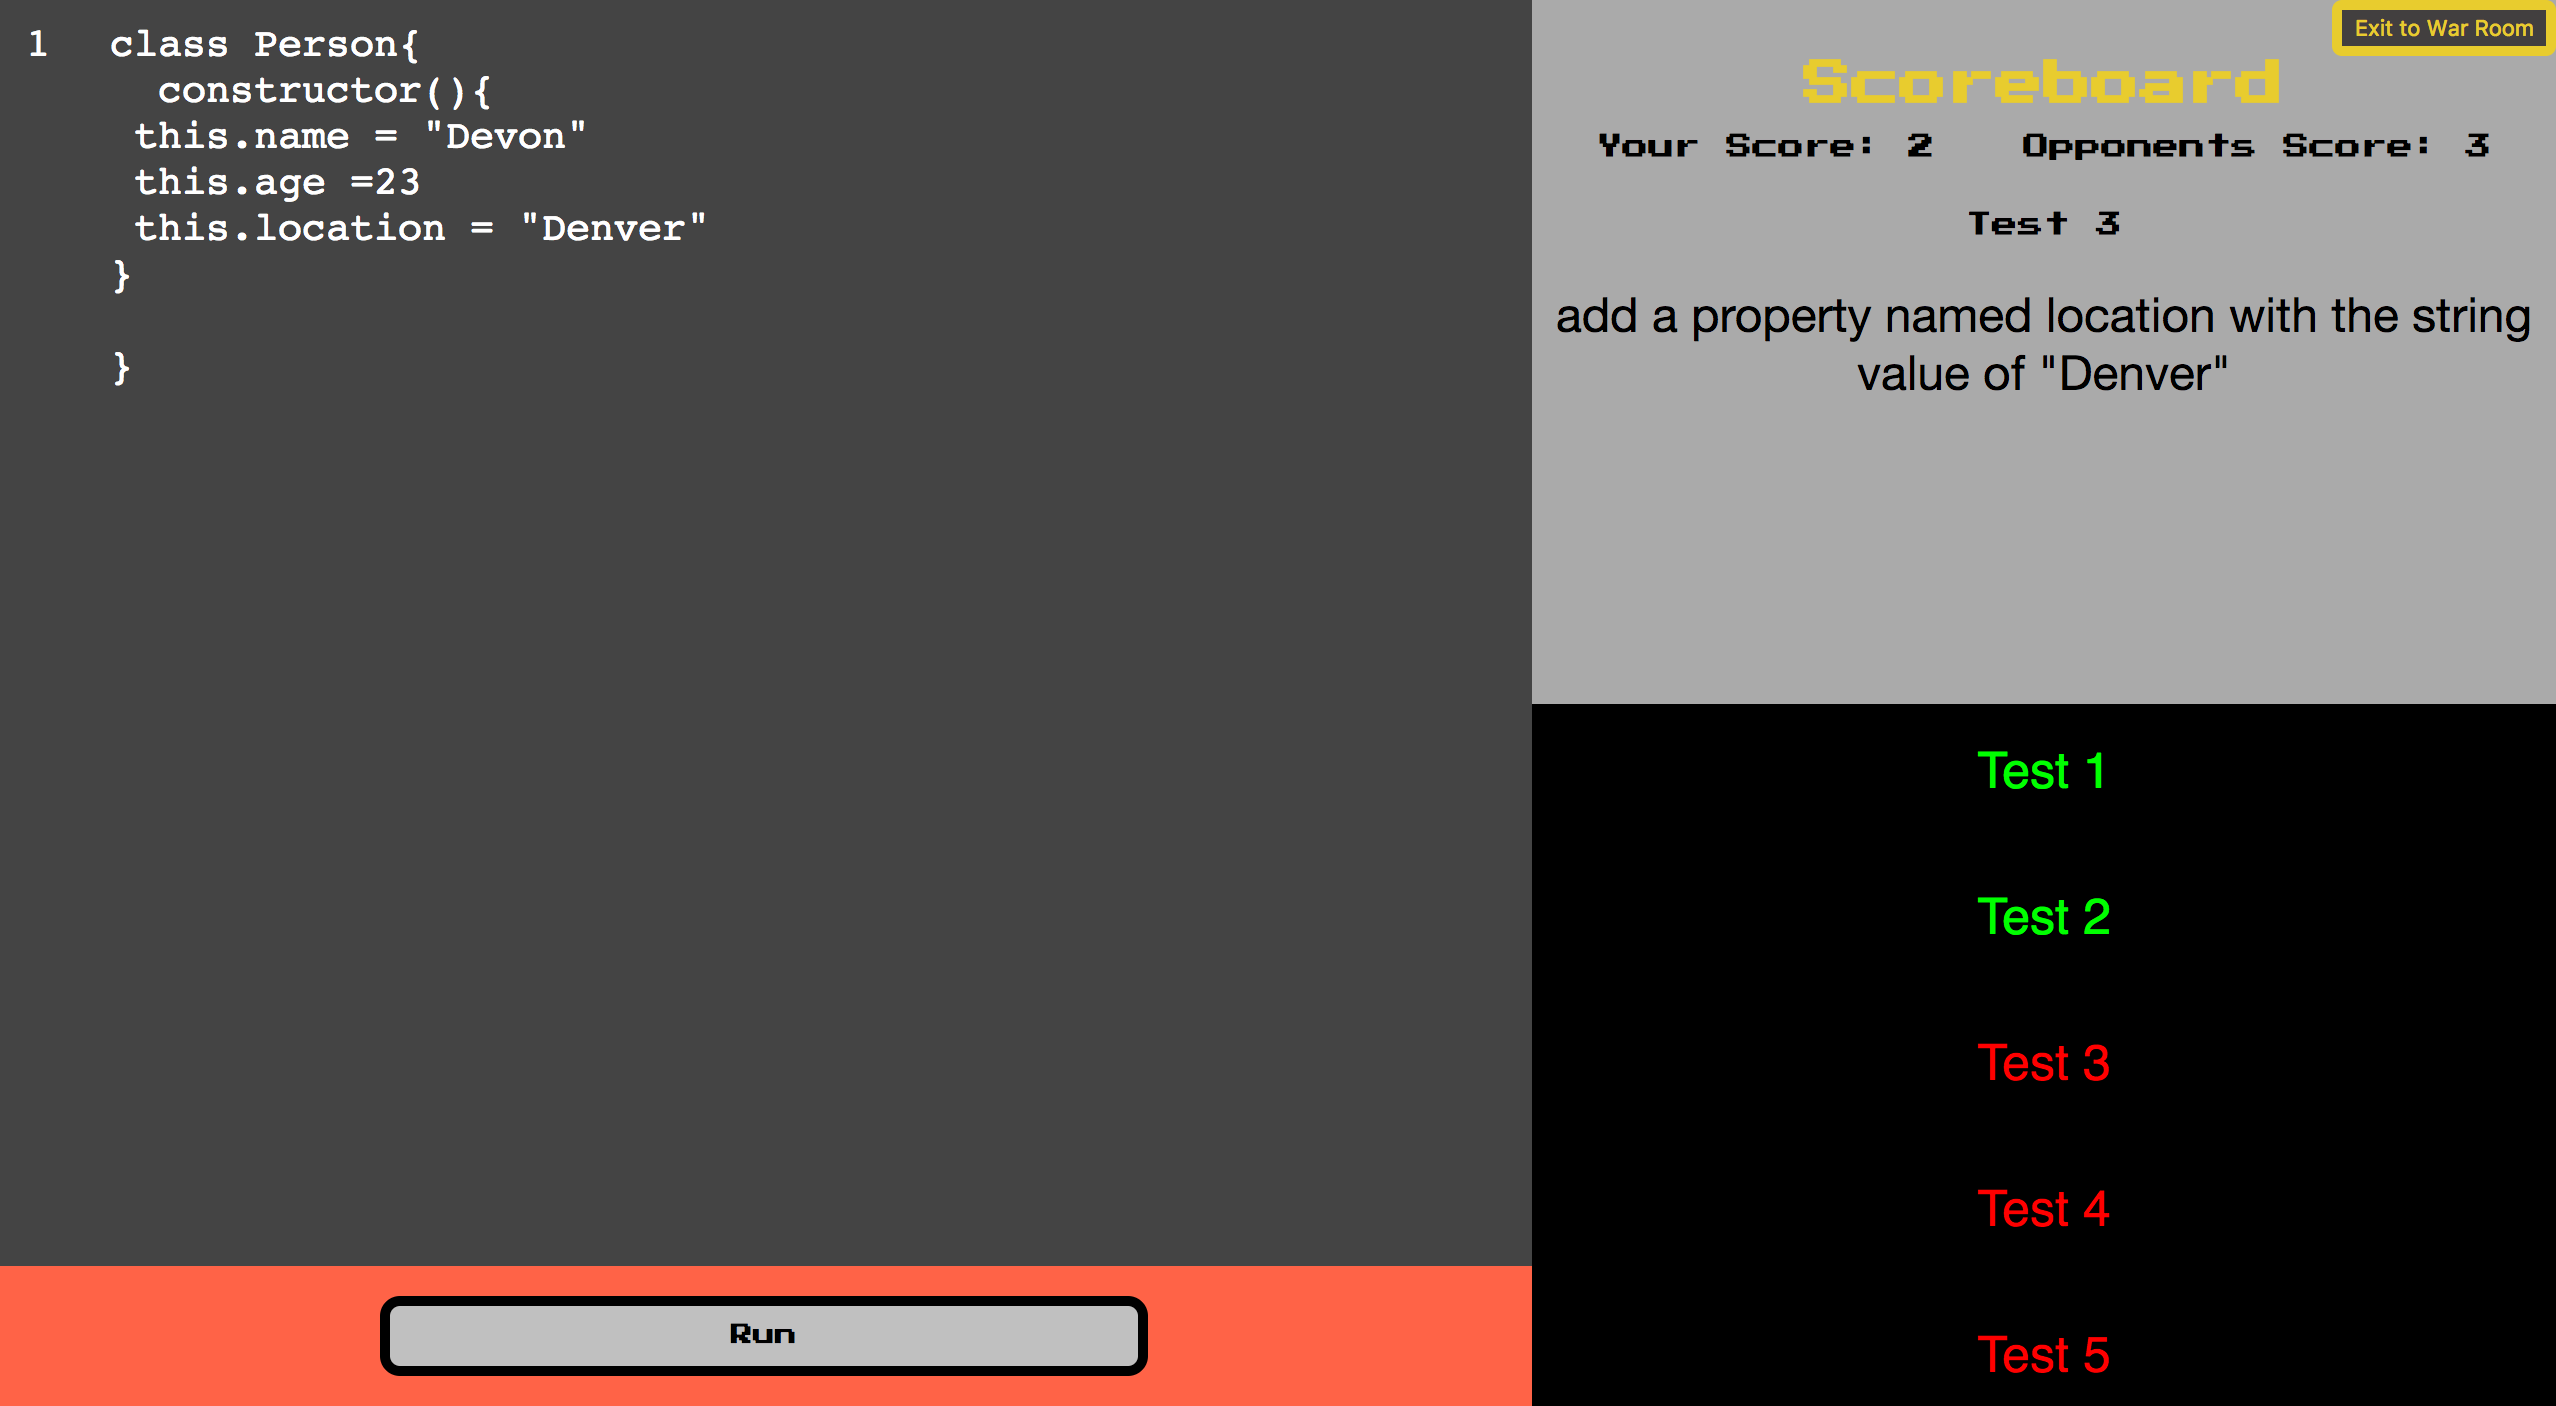 1 class Person{
constructor(){
this.name = "Devon"
this.age =23
this.location = "Denver"
}
}
Run
Exit to War Room
Scoreboard
Your Score: 2 Opponents Score: 3
Test 3
add a property named location with the string
value of "Denver"
Test 1
Test 2
Test 3
Test 4
Test 5